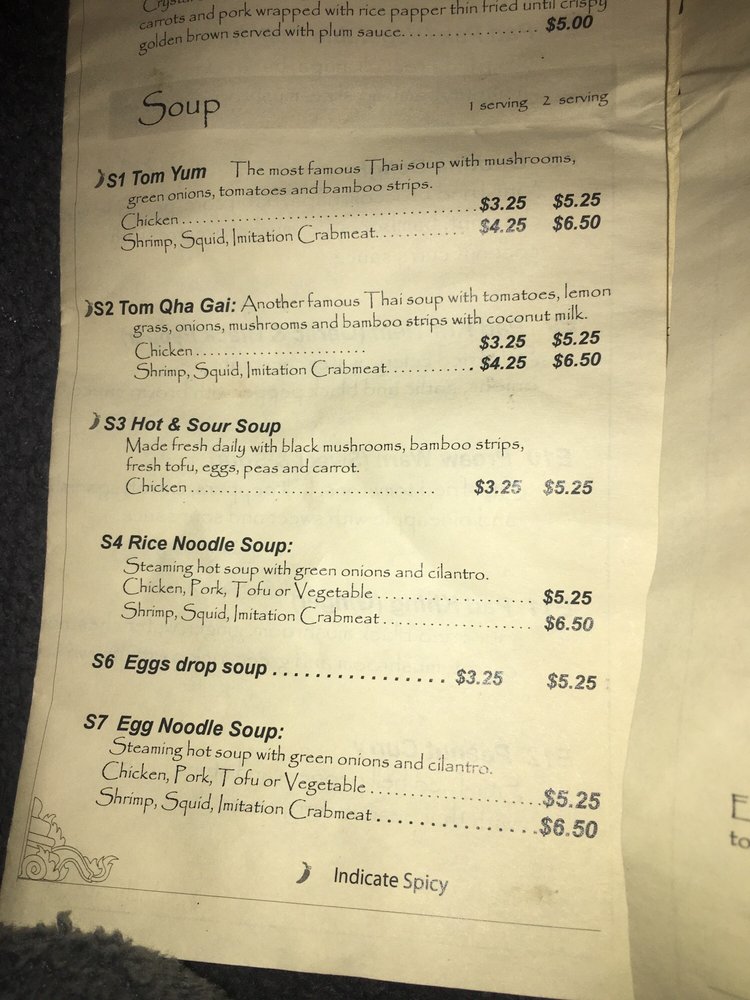 carrots and pork wrapped with rice papper thin fried until crispy
golden brown served with plum sauce.................. $5.00
Soup 1 serving 2 serving
S1 Tom Yum The most famous Thai soup with mushrooms,
green onions, tomatoes and bamboo strips.
Chicken........................................ $3.25 $5.25
Shrimp, Squid, Imitation Crabmeat........... $4.25 $6.50
S2 Tom Qha Gai: Another famous Thai soup with tomatoes, lemon
grass, onions, mushrooms and bamboo strips with coconut milk.
Chicken...................... $3.25 $5.25
Shrimp, Squid, Imitation Crabmeat........... $4.25 $6.50
S3 Hot & Sour Soup
Made fresh daily with black mushrooms, bamboo strips,
fresh tofu, eggs, peas and carrot.
Chicken................................ $3.25 $5.25
S4 Rice Noodle Soup:
Steaming hot soup with green onions and cilantro.
Chicken, Pork, Tofu or Vegetable.................... $5.25
Shrimp, Squid, Imitation Crabmeat................... $6.50
S6 Eggs drop soup................ $3.25 $5.25
S7 Egg Noodle Soup:
Steaming hot soup with green onions and cilantro.
Chicken, Pork, Tofu or Vegetable......................$5.25
Shrimp, Squid, Imitation Crabmeat.................$6.50
Indicate Spicy